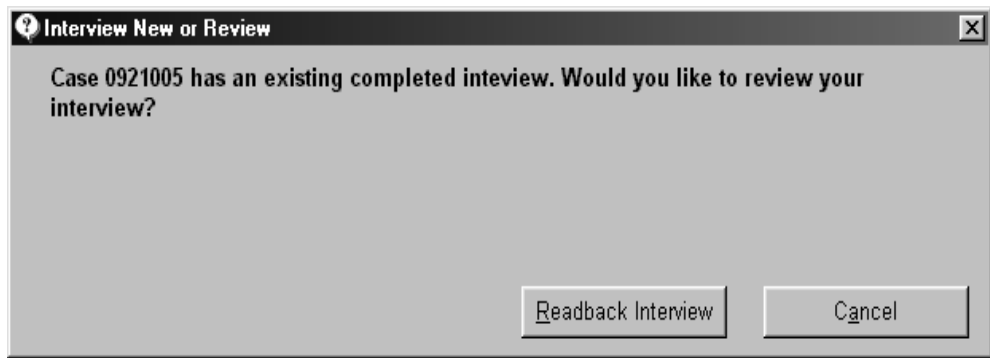 Interview New or Review
Case 0921005 has an existing completed inteview. Would you like to review your
interview?
Readback Interview
Cancel